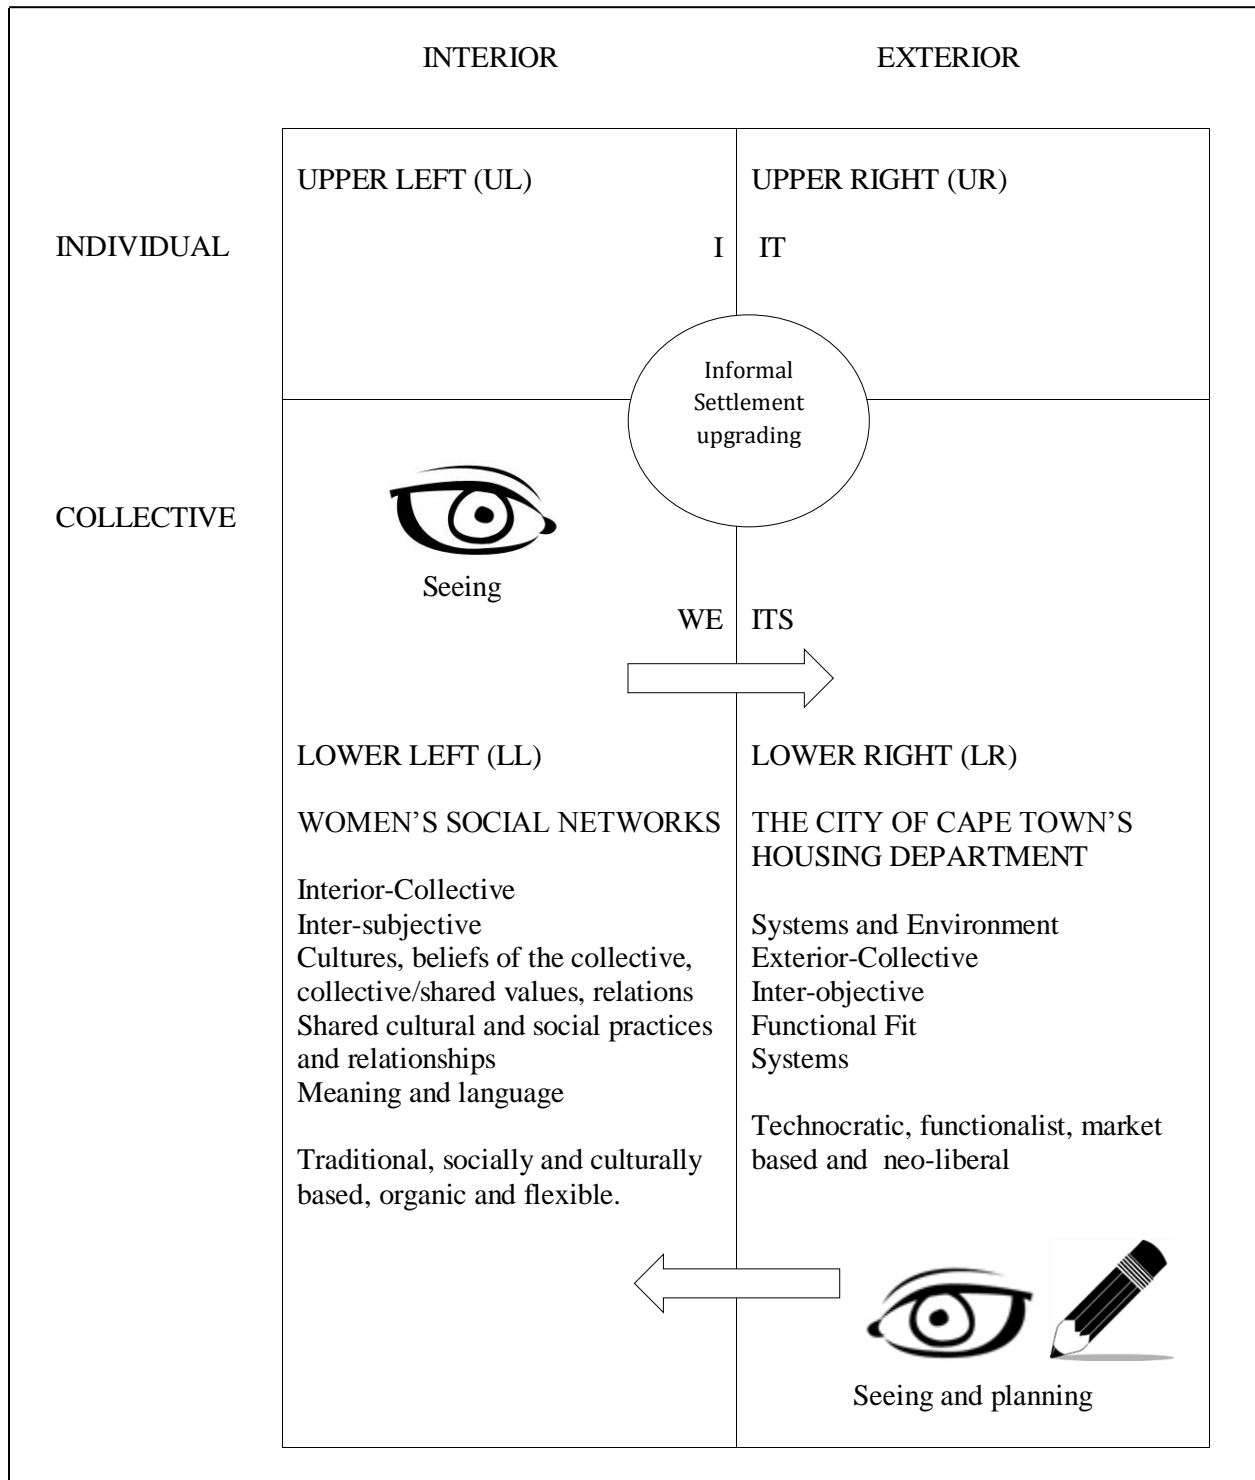 INTERIOR
EXTERIOR
UPPER LEFT (UL)
UPPER RIGHT (UR)
INDIVIDUAL
I
IT
Informal
Settlement
upgrading
COLLECTIVE
Seeing
WE
ITS
LOWER LEFT (LL)
WOMEN’S SOCIAL NETWORKS
Interior-Collective
Inter-subjective
Cultures, beliefs of the collective,
collective/shared values, relations
Shared cultural and social practices
and relationships
Meaning and language
Traditional, socially and culturally
based, organic and flexible.
LOWER RIGHT (LR)
THE CITY OF CAPE TOWN’S
HOUSING DEPARTMENT
Systems and Environment
Exterior-Collective
Inter-objective
Functional Fit
Systems
Technocratic, functionalist, market
based and neo-liberal
Seeing and planning